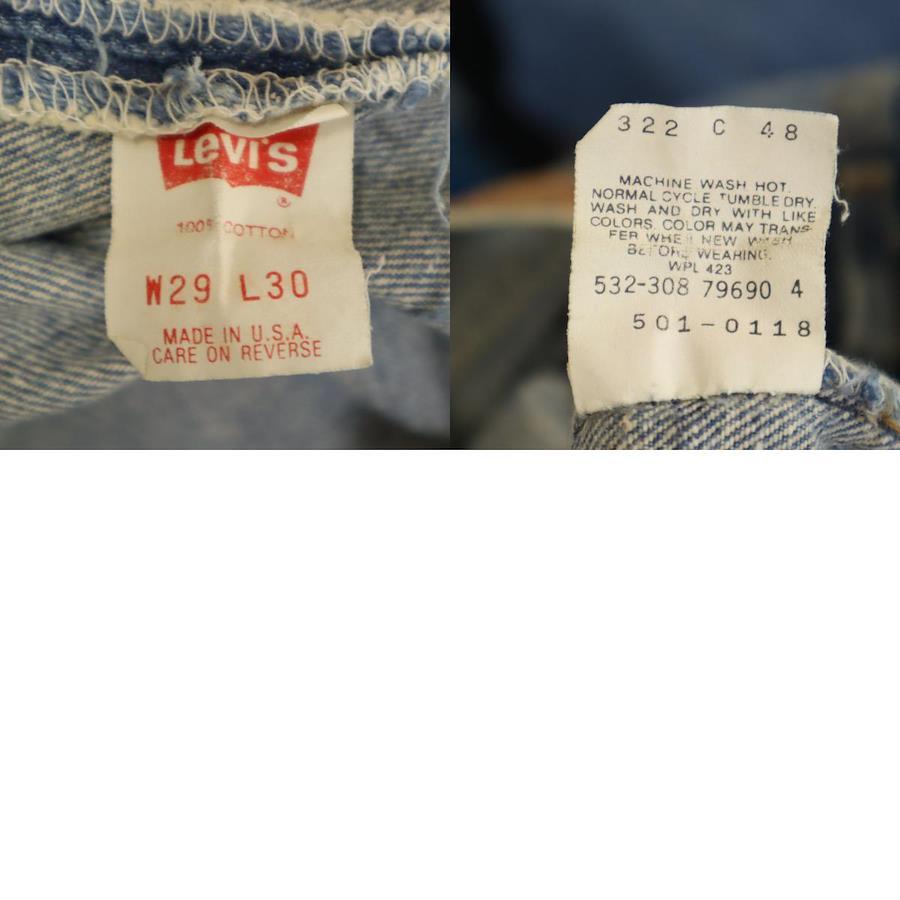 Levi's
®
100% COTTON
W29 L30
MADE IN U.S.A.
CARE ON REVERSE
322 C 48
MACHINE WASH HOT.
NORMAL CYCLE TUMBLE DRY.
WASH AND DRY WITH LIKE
COLORS. COLOR MAY TRANS-
FER WHEN NEW WASH
BEFORE WEARING.
WPL 423
532-308 79690 4
501-0118